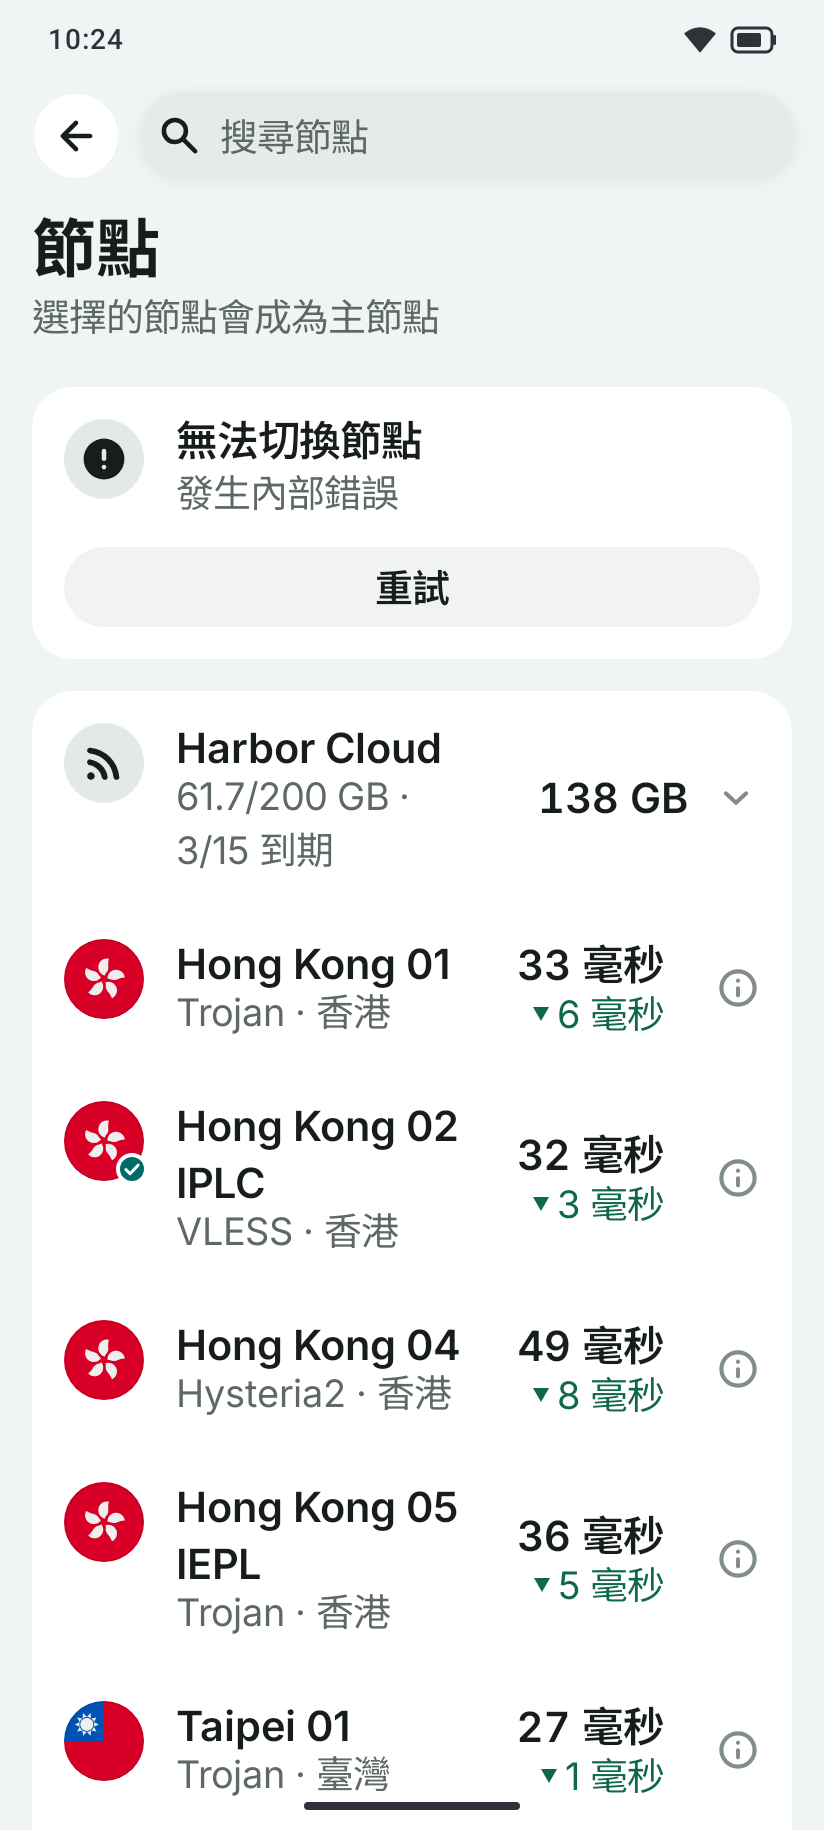 10:24
搜尋節點
節點
選擇的節點會成為主節點
無法切換節點
發生內部錯誤
重試
Harbor Cloud
61.7/200 GB ·
3/15 到期
138 GB
Hong Kong 01
Trojan · 香港
33 毫秒
▼6 毫秒
Hong Kong 02
IPLC
VLESS · 香港
32 毫秒
▼3 毫秒
Hong Kong 04
Hysteria2 · 香港
49 毫秒
▼8 毫秒
Hong Kong 05
IEPL
Trojan · 香港
36 毫秒
▼5 毫秒
Taipei 01
Trojan · 臺灣
27 毫秒
▼1 毫秒